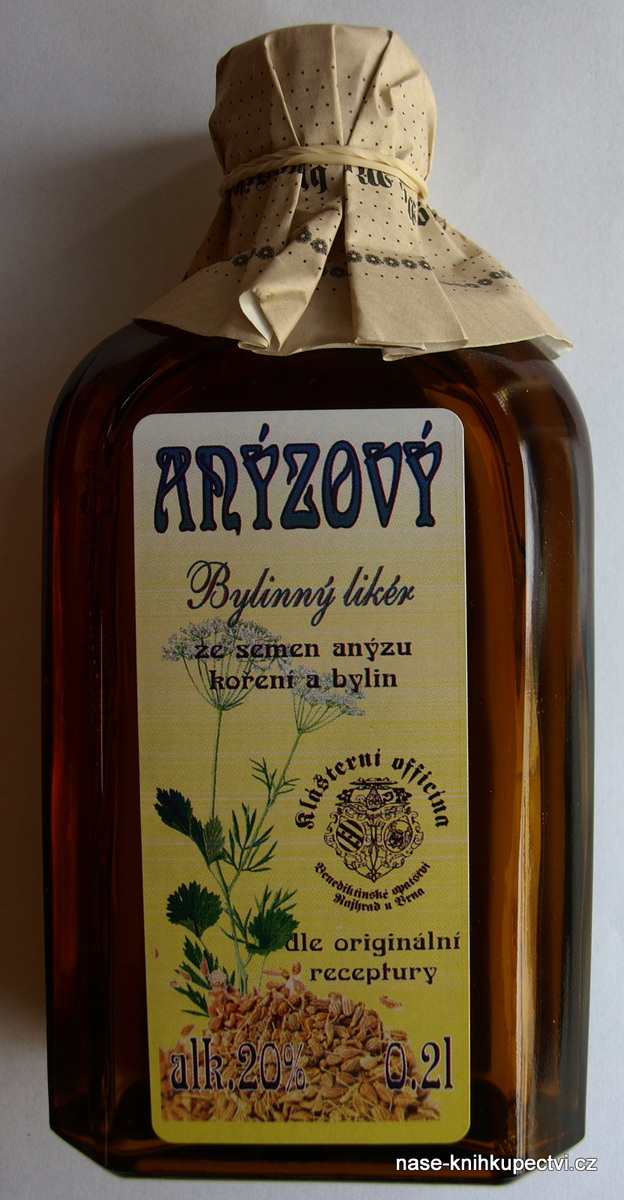 ANÝZOVÝ
Bylinný likér
ze semen anýzu
koření a bylin
Klášterní officina
Benediktinské opatství
Rajhrad u Brna
dle originální
receptury
alk.20% 0.2l
nase-knihkupectvi.cz